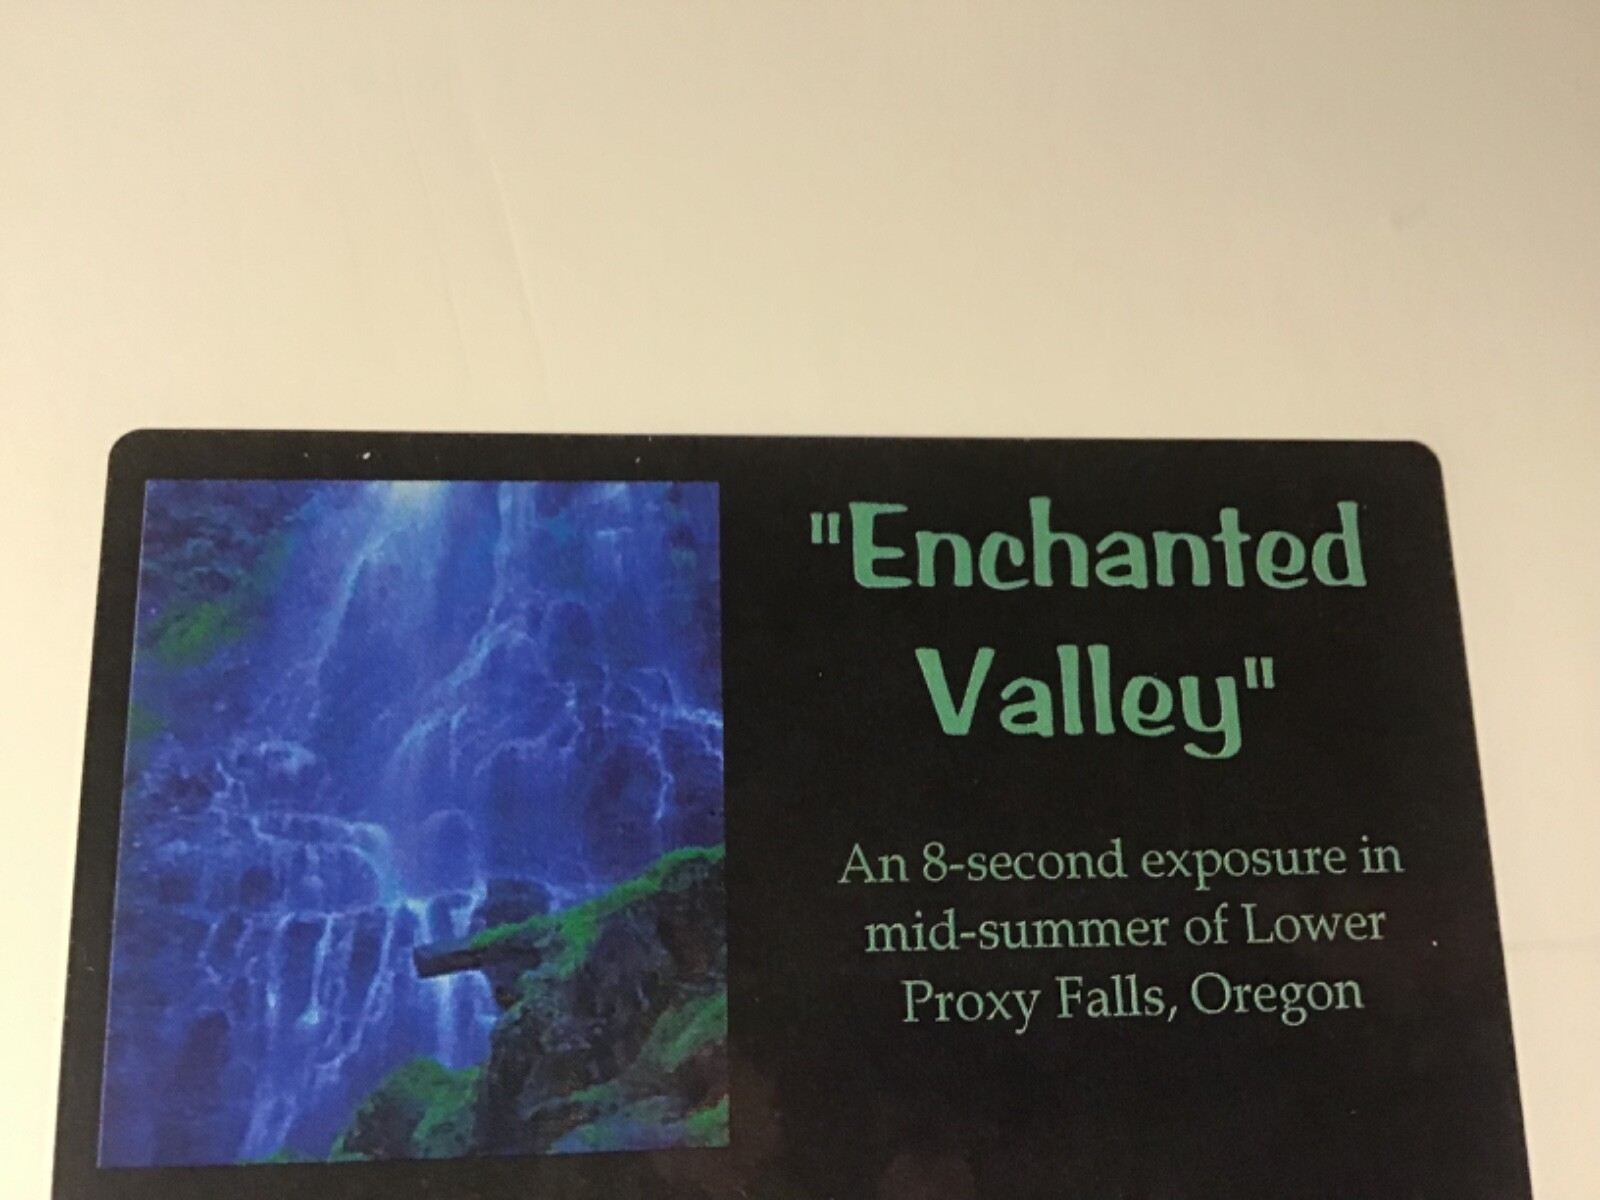 "Enchanted
Valley"
An 8-second exposure in
mid-summer of Lower
Proxy Falls, Oregon